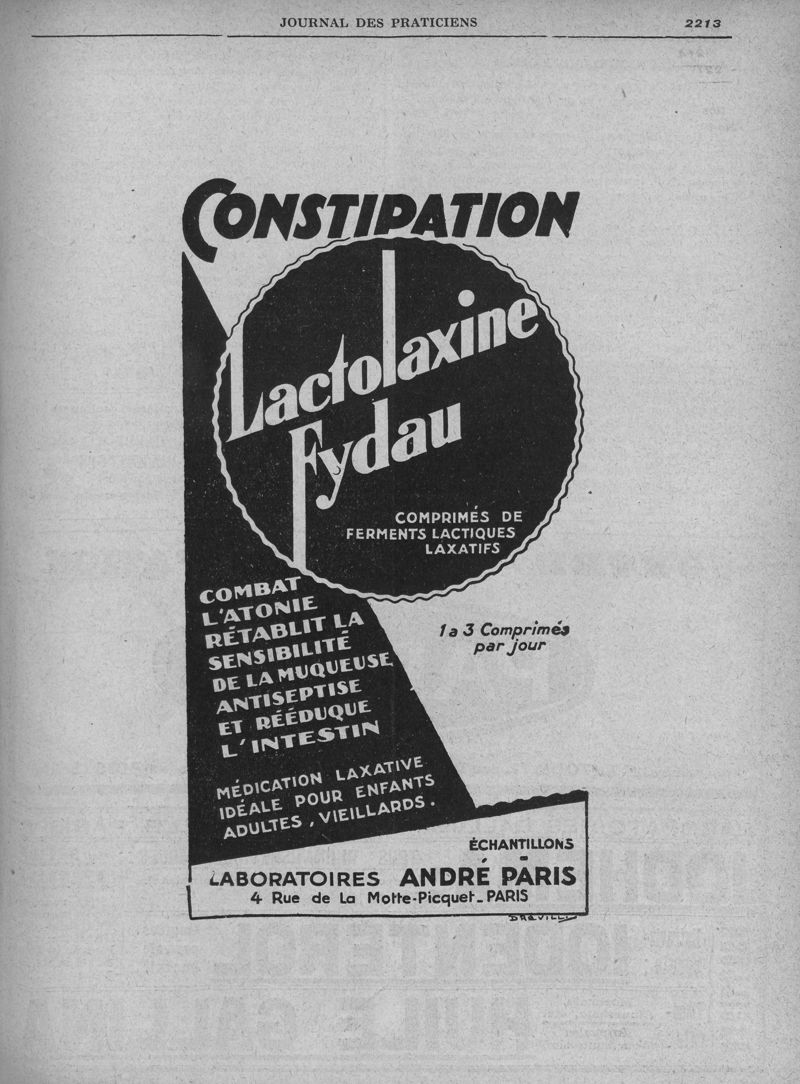 JOURNAL DES PRATICIENS
2213
CONSTIPATION
Lactolaxine
Fydau
COMPRIMÉS DE
FERMENTS LACTIQUES
LAXATIFS
COMBAT
L'ATONIE
RÉTABLIT LA
SENSIBILITÉ
DE LA MUQUEUSE
ANTISEPTISE
ET RÉÉDUQUE
L'INTESTIN
1 a 3 Comprimés
par jour
MÉDICATION LAXATIVE
IDÉALE POUR ENFANTS
ADULTES, VIEILLARDS.
ÉCHANTILLONS
LABORATOIRES ANDRÉ PARIS
4 Rue de La Motte-Picquet_PARIS